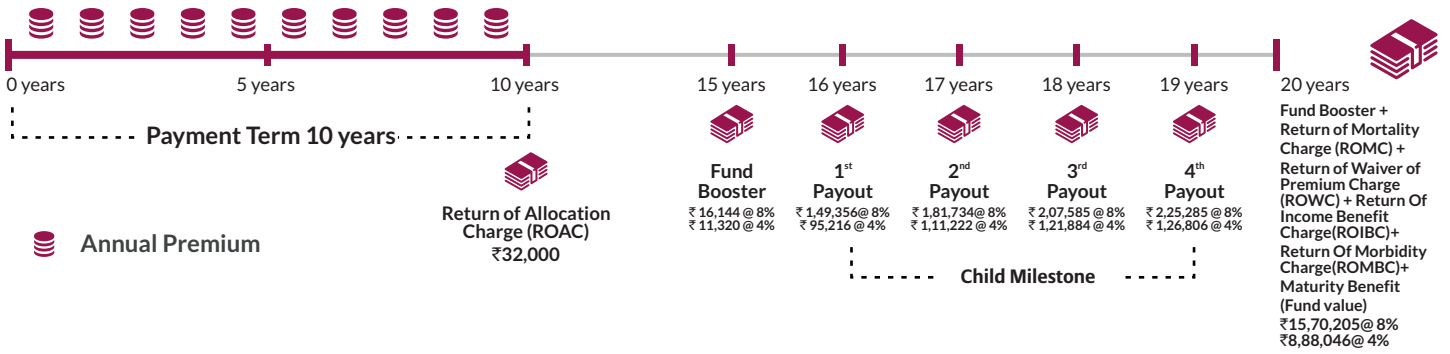 0 years
5 years
10 years
15 years
16 years
17 years
18 years
19 years
20 years
Payment Term 10 years
Return of Allocation
Charge (ROAC)
₹32,000
Annual Premium
Fund
Booster
₹ 16,144 @ 8%
₹ 11,320 @ 4%
1st
Payout
₹ 1,49,356@ 8%
₹ 95,216 @ 4%
2nd
Payout
₹ 1,81,734@ 8%
₹ 1,11,222 @ 4%
3rd
Payout
₹ 2,07,585 @ 8%
₹ 1,21,884 @ 4%
4th
Payout
₹ 2,25,285 @ 8%
₹ 1,26,806 @ 4%
Child Milestone
Fund Booster +
Return of Mortality
Charge (ROMC) +
Return of Waiver of
Premium Charge
(ROWC) + Return Of
Income Benefit
Charge(ROIBC)+
Return Of Morbidity
Charge(ROMBC)+
Maturity Benefit
(Fund value)
₹15,70,205@ 8%
₹8,88,046@ 4%